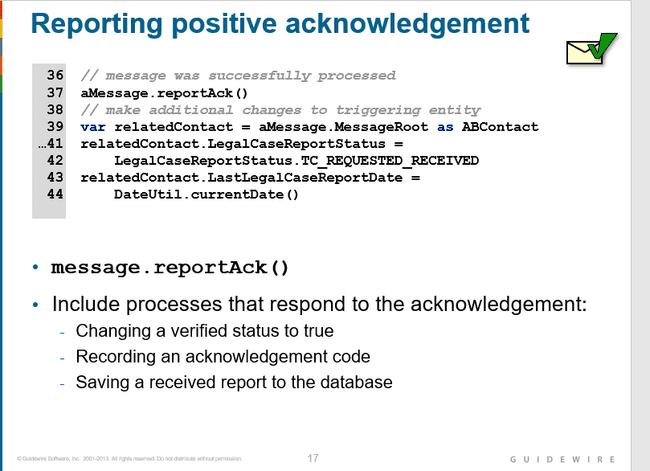 Reporting positive acknowledgement
36 // message was successfully processed
37 aMessage.reportAck()
38 // make additional changes to triggering entity
39 var relatedContact = aMessage.MessageRoot as ABContact
…41 relatedContact.LegalCaseReportStatus =
42 LegalCaseReportStatus.TC_REQUESTED_RECEIVED
43 relatedContact.LastLegalCaseReportDate =
44 DateUtil.currentDate()
• message.reportAck()
• Include processes that respond to the acknowledgement:
- Changing a verified status to true
- Recording an acknowledgement code
- Saving a received report to the database
© Guidewire Software, Inc. 2001-2013. All rights reserved. Do not distribute without permission.
17
GUIDEWIRE